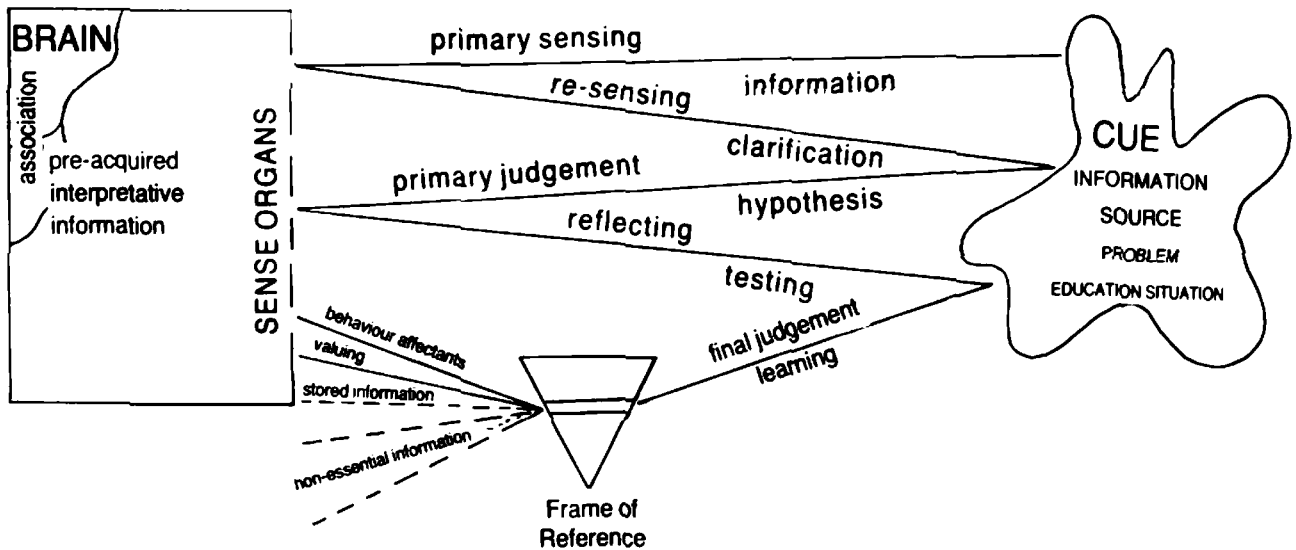 BRAIN
association
pre-acquired
interpretative
information
SENSE ORGANS
primary sensing
information
re-sensing
clarification
primary judgement
hypothesis
reflecting
testing
final judgement
learning
behaviour affectants
valuing
stored information
non-essential information
Frame of
Reference
CUE
INFORMATION
SOURCE
PROBLEM
EDUCATION SITUATION